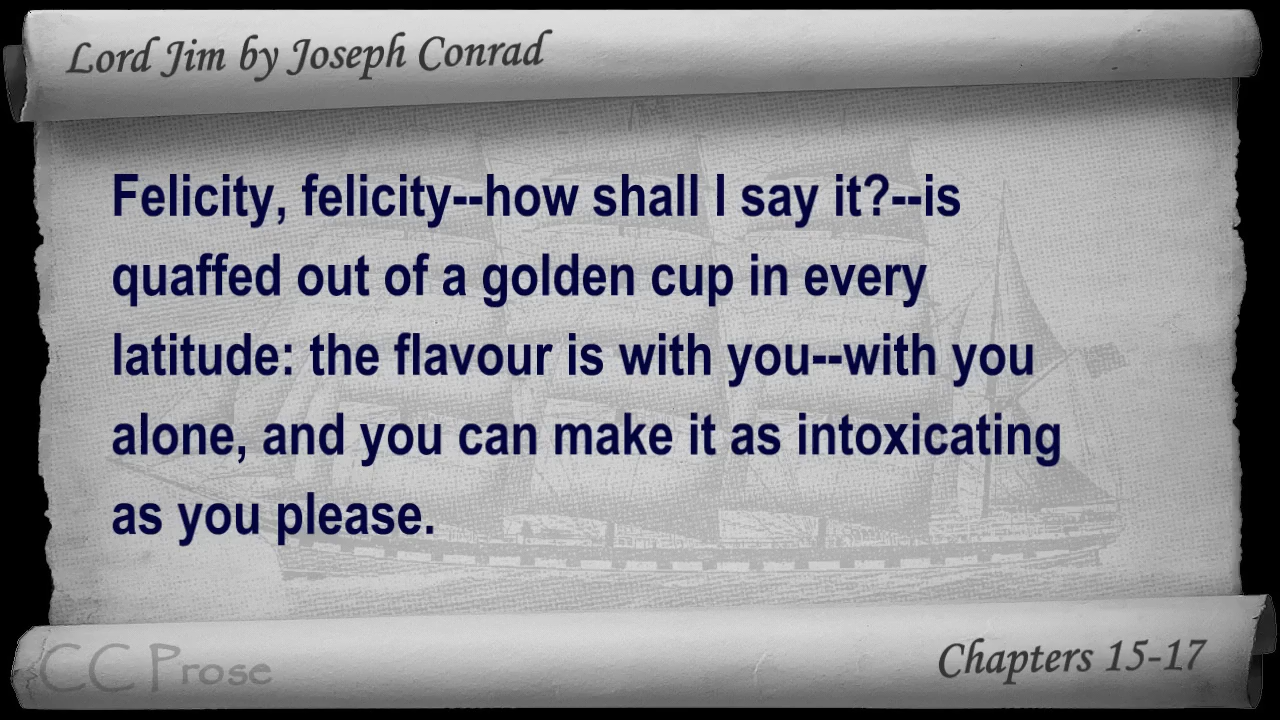 Lord Jim by Joseph Conrad
Felicity, felicity--how shall I say it?--is
quaffed out of a golden cup in every
latitude: the flavour is with you--with you
alone, and you can make it as intoxicating
as you please.
CC Prose
Chapters 15-17